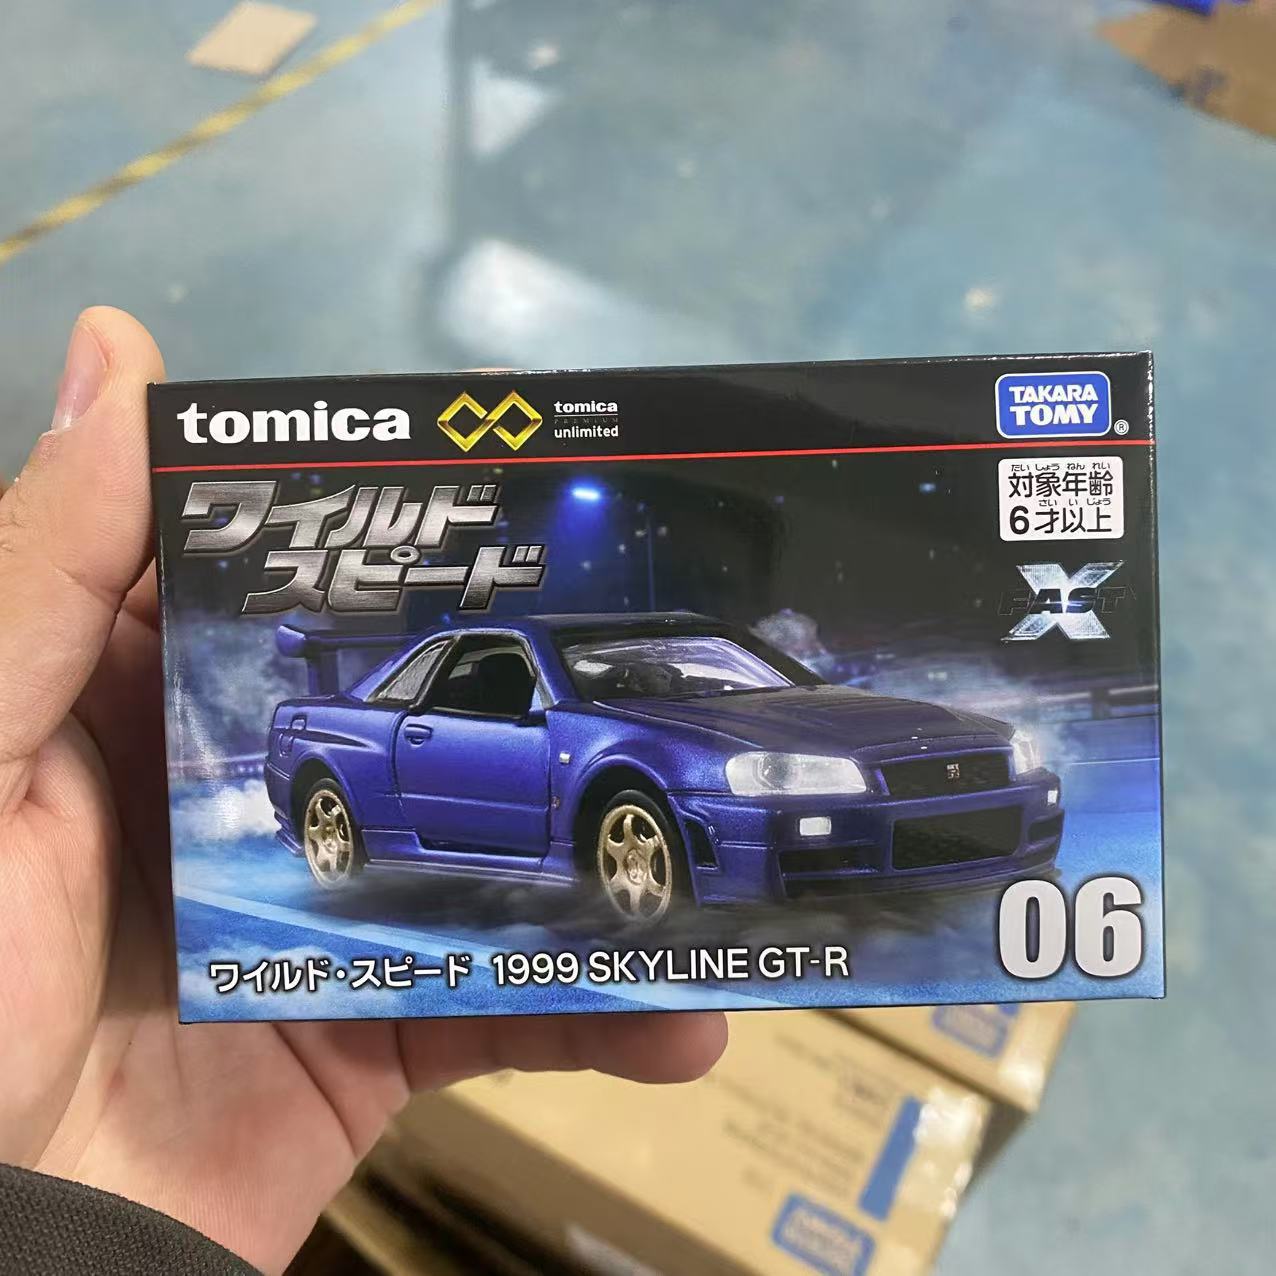 tomica
tomica
PREMIUM
unlimited
TAKARA
TOMY
®
たいしょうねんれい
対象年齢
さいいじょう
6才以上
ワイルド
スピード
FAST
X
06
ワイルド・スピード 1999 SKYLINE GT-R